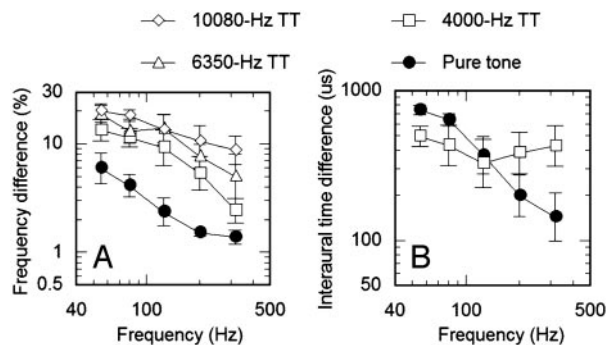 10080-Hz TT
4000-Hz TT
6350-Hz TT
Pure tone
Frequency difference (%)
30
10
1
0.5
A
40
100
500
Frequency (Hz)
Interaural time difference (us)
1000
100
50
B
40
100
500
Frequency (Hz)